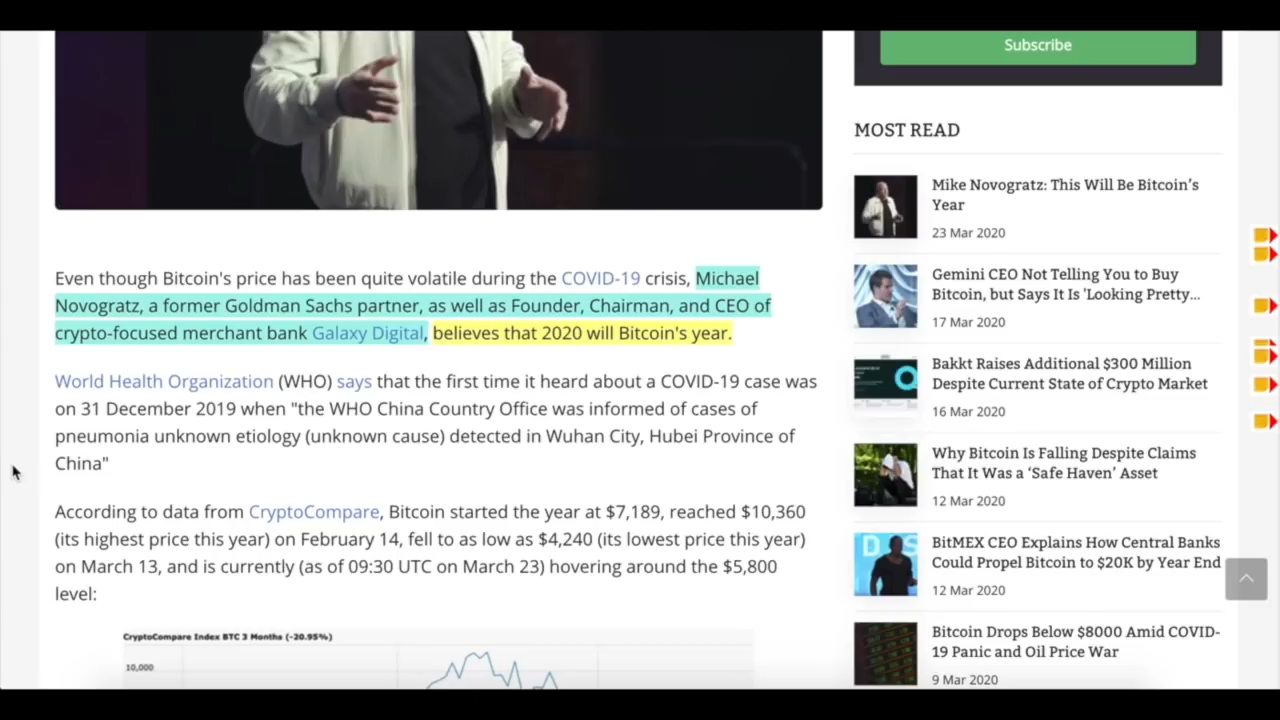 Subscribe
MOST READ
Mike Novogratz: This Will Be Bitcoin's
Year
23 Mar 2020
Gemini CEO Not Telling You to Buy
Bitcoin, but Says It Is 'Looking Pretty...
17 Mar 2020
Bakkt Raises Additional $300 Million
Despite Current State of Crypto Market
16 Mar 2020
Why Bitcoin Is Falling Despite Claims
That It Was a ‘Safe Haven’ Asset
12 Mar 2020
BitMEX CEO Explains How Central Banks
Could Propel Bitcoin to $20K by Year End
12 Mar 2020
Bitcoin Drops Below $8000 Amid COVID-
19 Panic and Oil Price War
9 Mar 2020
Even though Bitcoin's price has been quite volatile during the COVID-19 crisis, Michael
Novogratz, a former Goldman Sachs partner, as well as Founder, Chairman, and CEO of
crypto-focused merchant bank Galaxy Digital, believes that 2020 will Bitcoin's year.
World Health Organization (WHO) says that the first time it heard about a COVID-19 case was
on 31 December 2019 when "the WHO China Country Office was informed of cases of
pneumonia unknown etiology (unknown cause) detected in Wuhan City, Hubei Province of
China"
According to data from CryptoCompare, Bitcoin started the year at $7,189, reached $10,360
(its highest price this year) on February 14, fell to as low as $4,240 (its lowest price this year)
on March 13, and is currently (as of 09:30 UTC on March 23) hovering around the $5,800
level:
CryptoCompare Index BTC 3 Months (-20.95%)
10,000